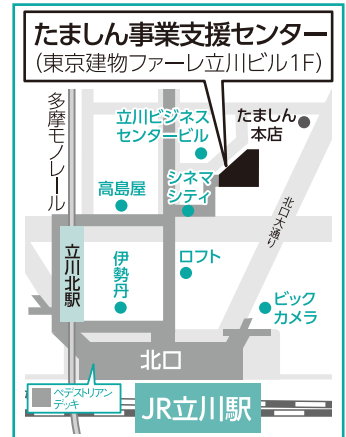 たましん事業支援センター
(東京建物ファーレ立川ビル1F)
多摩モノレール
立川ビジネス
センタービル
たましん
本店
シネマ
シティ
高島屋
北口大通り
立川北駅
伊勢丹
ロフト
ビック
カメラ
北口
ペデストリアン
デッキ
JR立川駅